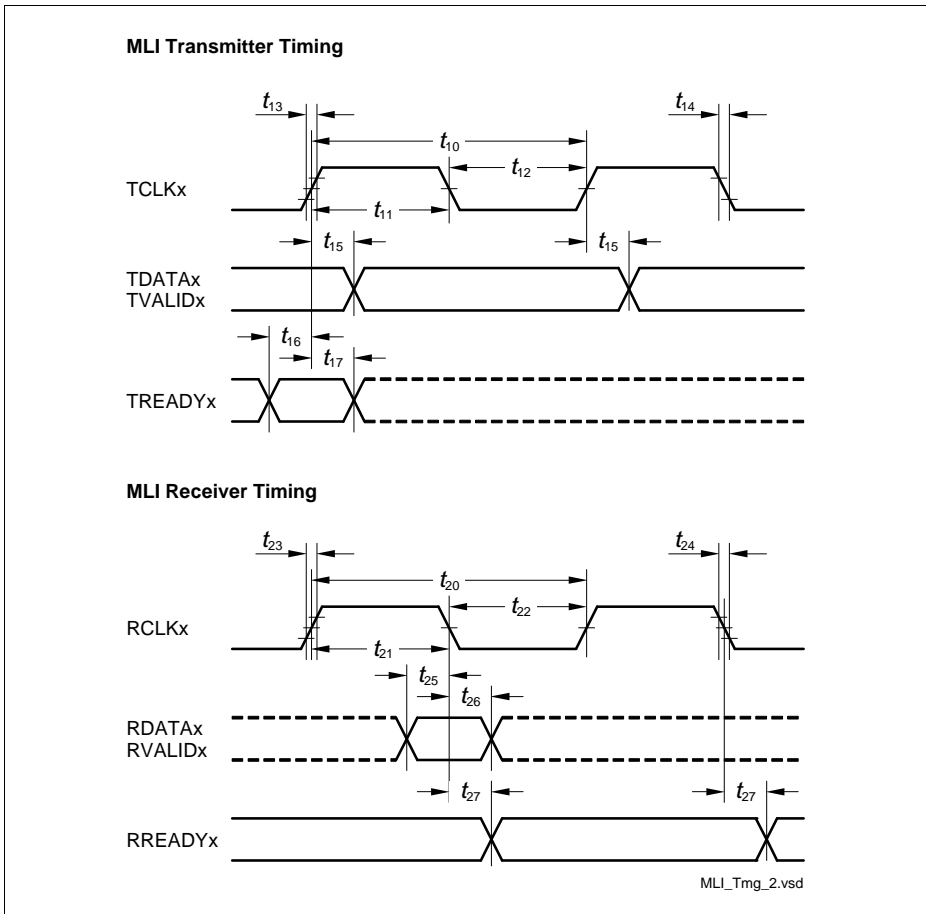 MLI Transmitter Timing
t13
t14
t10
t12
TCLKx
t11
t15
t15
TDATAx
TVALIDx
t16
t17
TREADYx
MLI Receiver Timing
t23
t24
t20
t22
RCLKx
t21
t25
t26
RDATAx
RVALIDx
t27
t27
RREADYx
MLI_Tmg_2.vsd